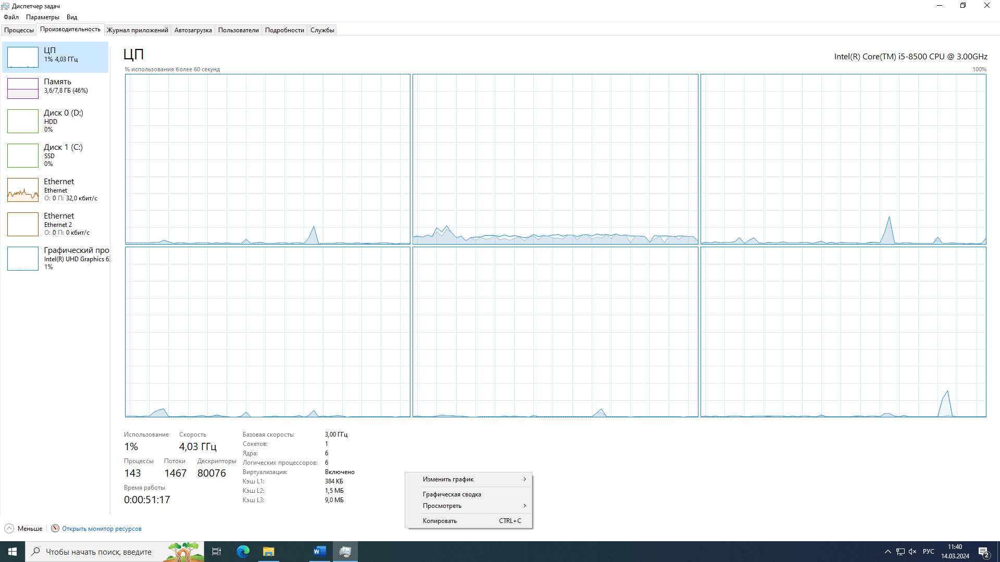 Диспетчер задач
Файл Параметры Вид
Процессы Производительность Журнал приложений Автозагрузка Пользователи Подробности Службы
ЦП
1% 4,03 ГГц
Память
3,6/7,8 ГБ (46%)
Диск 0 (D:)
HDD
0%
Диск 1 (C:)
SSD
0%
Ethernet
Ethernet
О: 0 П: 32,0 кбит/с
Ethernet
Ethernet 2
О: 0 П: 0 кбит/с
Графический про
Intel(R) UHD Graphics 6
1%
ЦП
Intel(R) Core(TM) i5-8500 CPU @ 3.00GHz
% использования более 60 секунд
100%
Использование
1%
Скорость
4,03 ГГц
Процессы
143
Потоки
1467
Дескрипторы
80076
Время работы
0:00:51:17
Базовая скорость: 3,00 ГГц
Сокетов: 1
Ядра: 6
Логических процессоров: 6
Виртуализация: Включено
Кэш L1: 384 КБ
Кэш L2: 1,5 МБ
Кэш L3: 9,0 МБ
Изменить график
Графическая сводка
Просмотреть
Копировать CTRL+C
Меньше
Открыть монитор ресурсов
Чтобы начать поиск, введите
W
РУС
11:40
14.03.2024
2